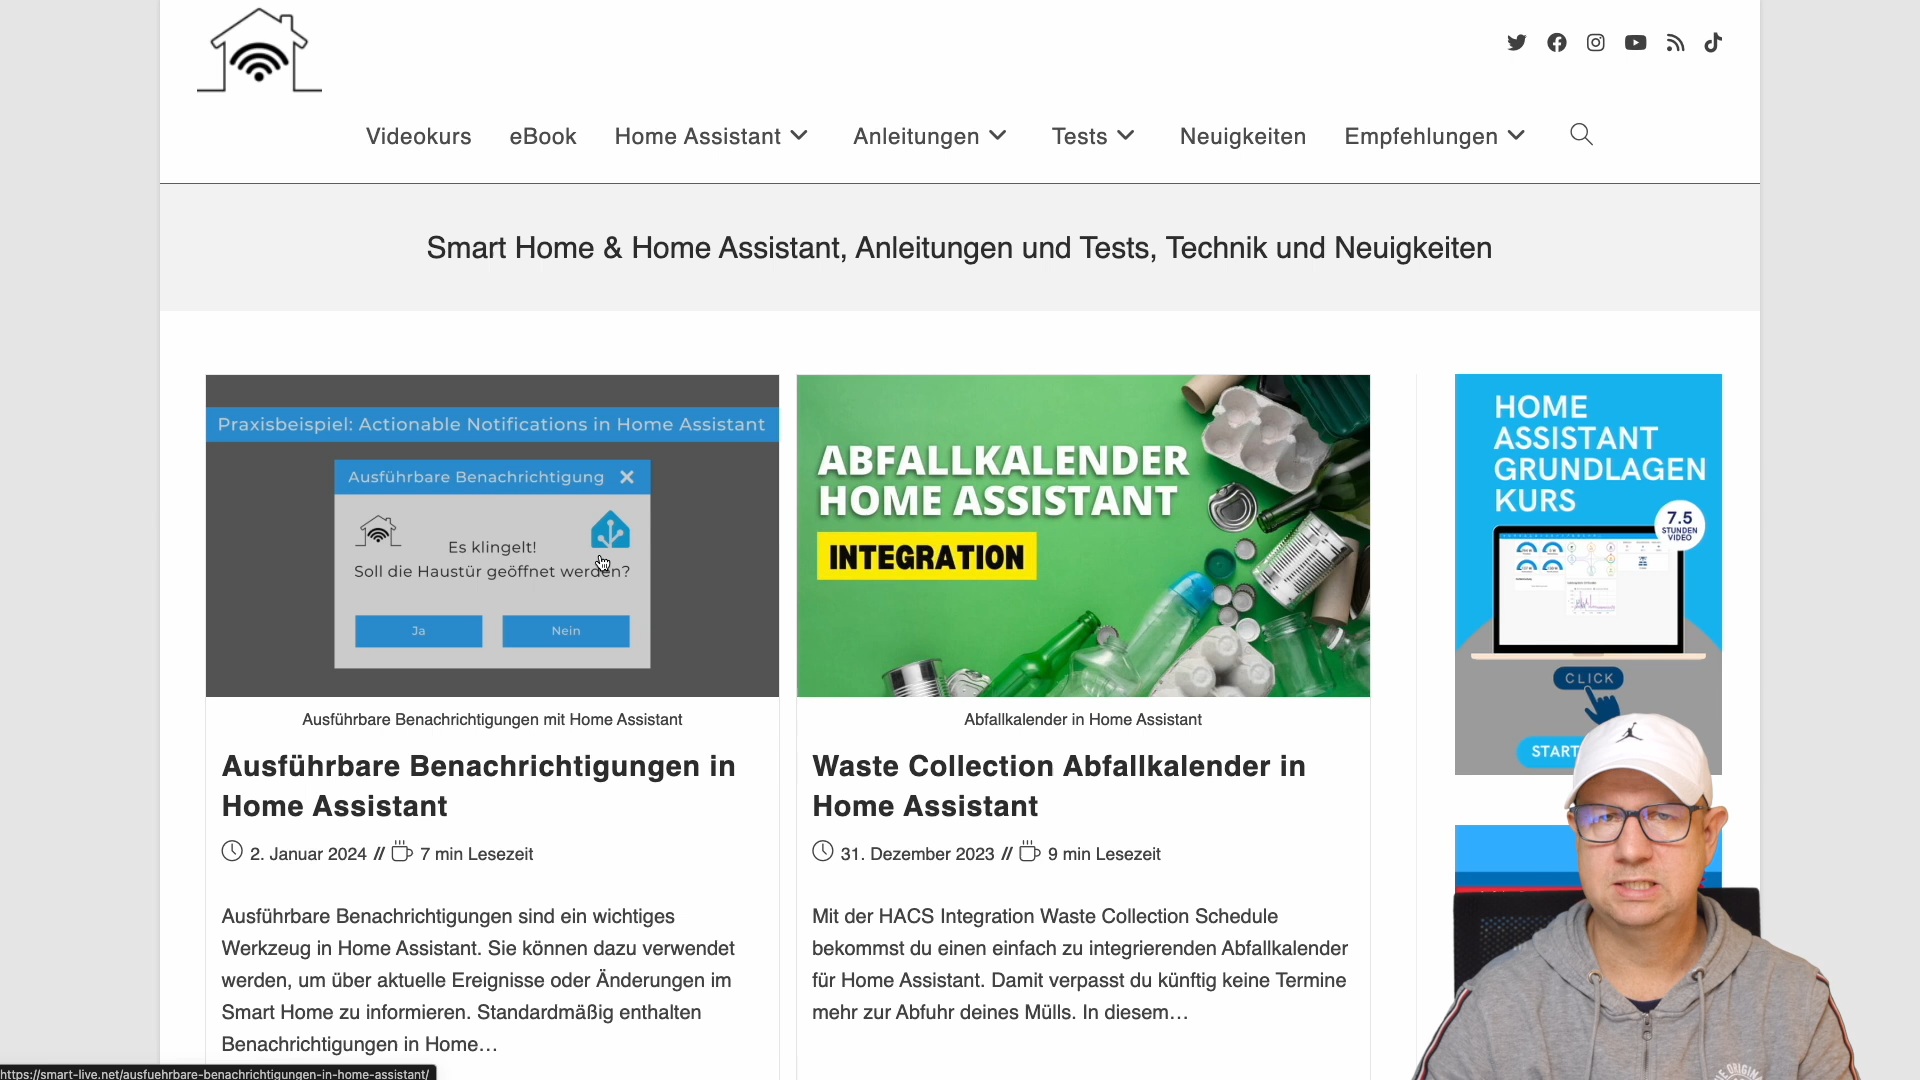 Videokurs eBook Home Assistant Anleitungen Tests Neuigkeiten Empfehlungen
Smart Home & Home Assistant, Anleitungen und Tests, Technik und Neuigkeiten
Praxisbeispiel: Actionable Notifications in Home Assistant
Ausführbare Benachrichtigung
Es klingelt!
Soll die Haustür geöffnet werden?
Ja Nein
Ausführbare Benachrichtigungen mit Home Assistant
Ausführbare Benachrichtigungen in
Home Assistant
2. Januar 2024 // 7 min Lesezeit
Ausführbare Benachrichtigungen sind ein wichtiges
Werkzeug in Home Assistant. Sie können dazu verwendet
werden, um über aktuelle Ereignisse oder Änderungen im
Smart Home zu informieren. Standardmäßig enthalten
Benachrichtigungen in Home…
ABFALLKALENDER
HOME ASSISTANT
INTEGRATION
Abfallkalender in Home Assistant
Waste Collection Abfallkalender in
Home Assistant
31. Dezember 2023 // 9 min Lesezeit
Mit der HACS Integration Waste Collection Schedule
bekommst du einen einfach zu integrierenden Abfallkalender
für Home Assistant. Damit verpasst du künftig keine Termine
mehr zur Abfuhr deines Mülls. In diesem…
HOME
ASSISTANT
GRUNDLAGEN
KURS
7.5
STUNDEN
VIDEO
CLICK
START
https://smart-live.net/ausfuehrbare-benachrichtigungen-in-home-assistant/